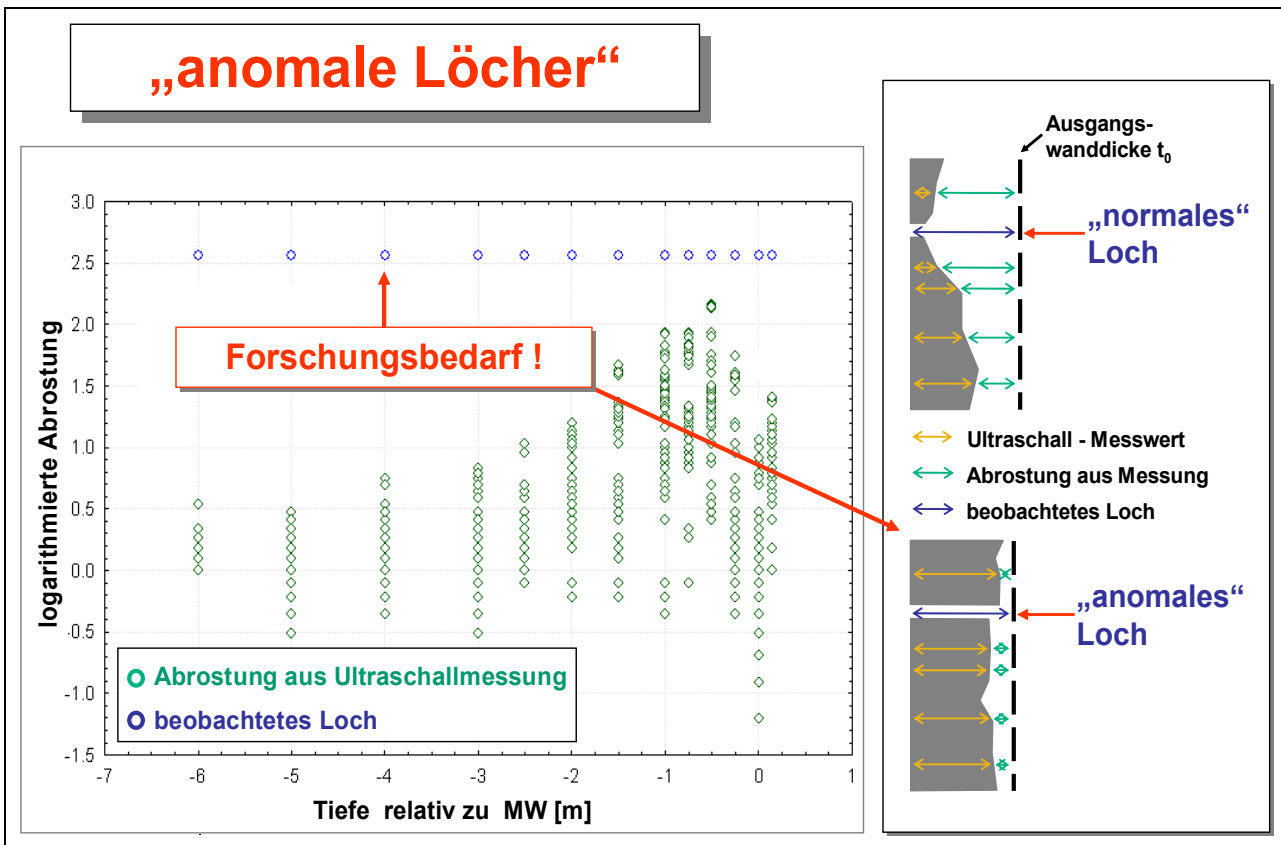 „anomale Löcher“
3.0
2.5
2.0
1.5
1.0
0.5
0.0
-0.5
-1.0
-1.5
-7 -6 -5 -4 -3 -2 -1 0 1
logarithmierte Abrostung
Tiefe relativ zu MW [m]
Forschungsbedarf !
Abrostung aus Ultraschallmessung
beobachtetes Loch
Ausgangs-
wanddicke t₀
„normales“
Loch
Ultraschall - Messwert
Abrostung aus Messung
beobachtetes Loch
„anomales“
Loch